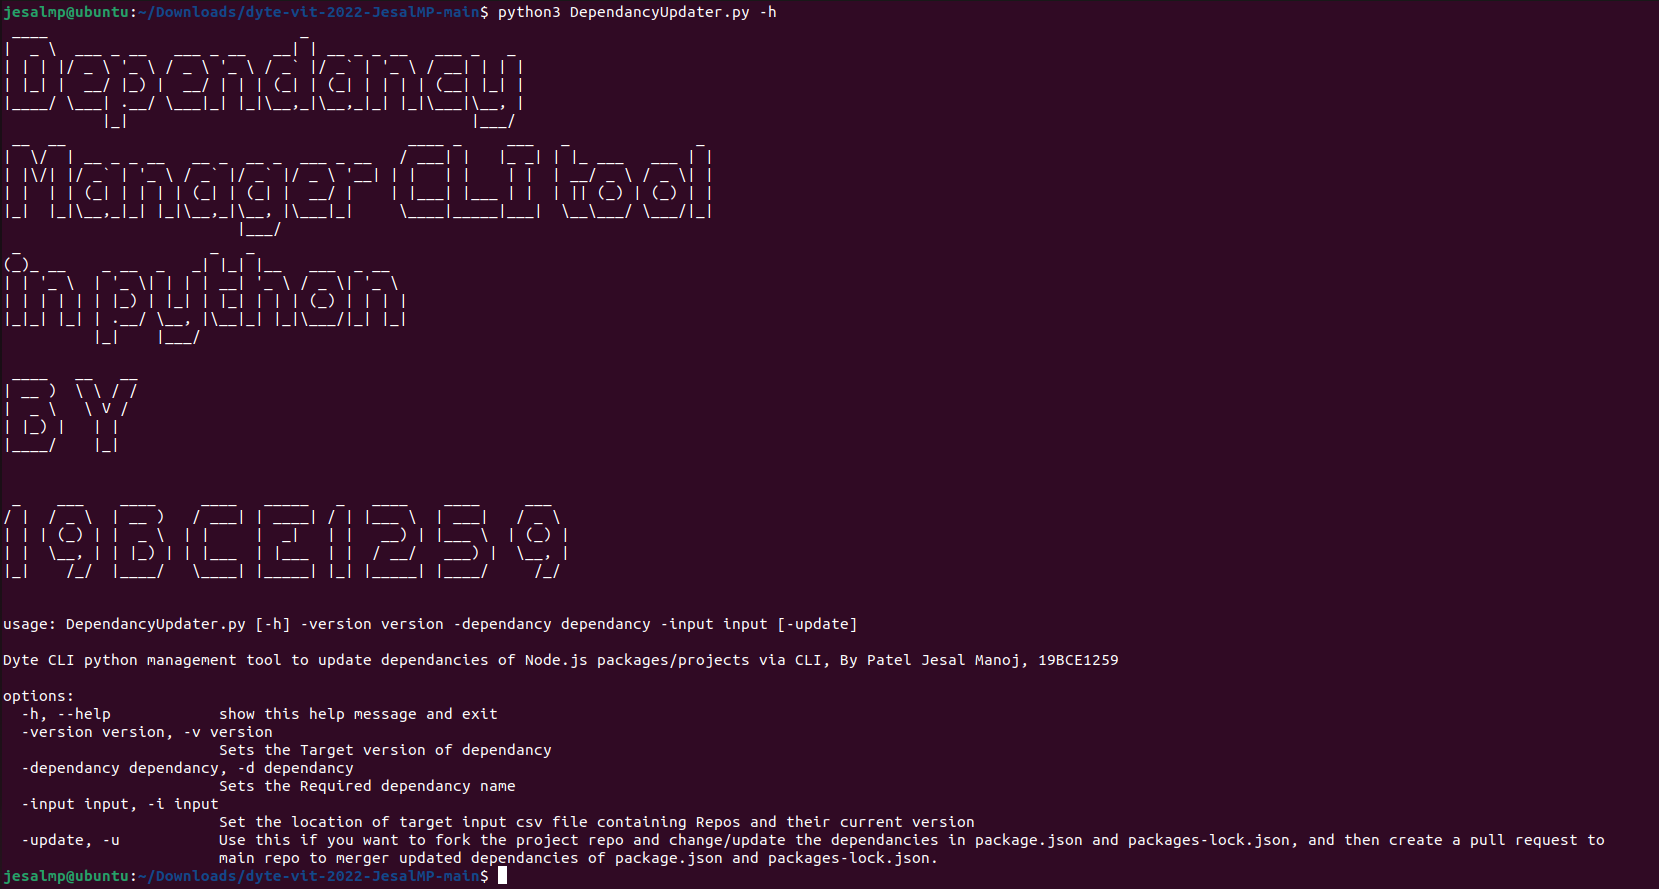 jesalmp@ubuntu:~/Downloads/dyte-vit-2022-JesalMP-main$ python3 DependancyUpdater.py -h
Dependancy
Manager CLI tool
in python
BY
19BCE1259
usage: DependancyUpdater.py [-h] -version version -dependancy dependancy -input input [-update]
Dyte CLI python management tool to update dependancies of Node.js packages/projects via CLI, By Patel Jesal Manoj, 19BCE1259
options:
-h, --help show this help message and exit
-version version, -v version
Sets the Target version of dependancy
-dependancy dependancy, -d dependancy
Sets the Required dependancy name
-input input, -i input
Set the location of target input csv file containing Repos and their current version
-update, -u Use this if you want to fork the project repo and change/update the dependancies in package.json and packages-lock.json, and then create a pull request to
main repo to merger updated dependancies of package.json and packages-lock.json.
jesalmp@ubuntu:~/Downloads/dyte-vit-2022-JesalMP-main$